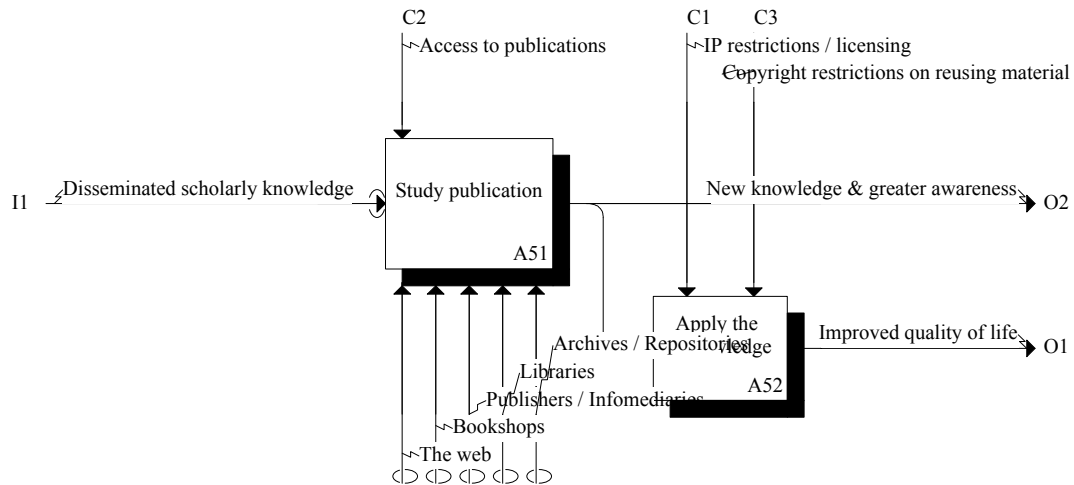 C2
C1
C3
Access to publications
IP restrictions / licensing
Copyright restrictions on reusing material
I1
Disseminated scholarly knowledge
Study publication
A51
New knowledge & greater awareness
O2
Apply the
Improved quality of life
O1
A52
Archives / Repositories
Libraries
Publishers / Infomediaries
Bookshops
The web